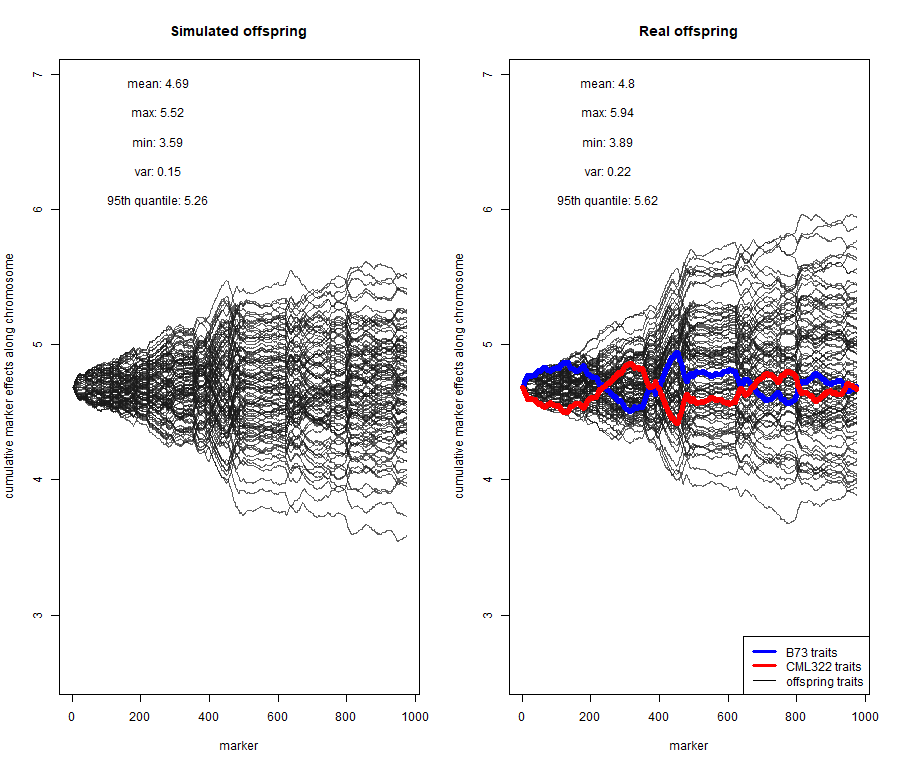 Simulated offspring
mean: 4.69
max: 5.52
min: 3.59
var: 0.15
95th quantile: 5.26
7
6
5
4
3
cumulative marker effects along chromosome
0 200 400 600 800 1000
marker
Real offspring
mean: 4.8
max: 5.94
min: 3.89
var: 0.22
95th quantile: 5.62
7
6
5
4
3
cumulative marker effects along chromosome
B73 traits
CML322 traits
offspring traits
0 200 400 600 800 1000
marker